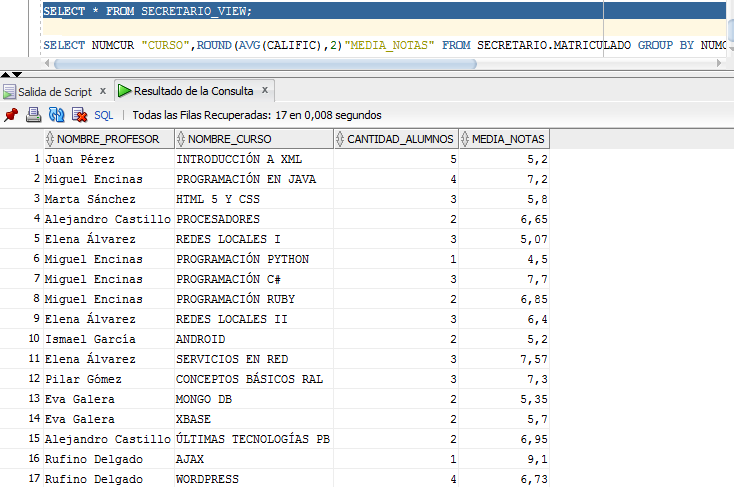 SELECT * FROM SECRETARIO_VIEW;
SELECT NUMCUR "CURSO",ROUND(AVG(CALIFIC),2)"MEDIA_NOTAS" FROM SECRETARIO.MATRICULADO GROUP BY NUMC
Salida de Script x Resultado de la Consulta x
SQL | Todas las Filas Recuperadas: 17 en 0,008 segundos
NOMBRE_PROFESOR NOMBRE_CURSO CANTIDAD_ALUMNOS MEDIA_NOTAS
1 Juan Pérez INTRODUCCIÓN A XML 5 5,2
2 Miguel Encinas PROGRAMACIÓN EN JAVA 4 7,2
3 Marta Sánchez HTML 5 Y CSS 3 5,8
4 Alejandro Castillo PROCESADORES 2 6,65
5 Elena Álvarez REDES LOCALES I 3 5,07
6 Miguel Encinas PROGRAMACIÓN PYTHON 1 4,5
7 Miguel Encinas PROGRAMACIÓN C# 3 7,7
8 Miguel Encinas PROGRAMACIÓN RUBY 2 6,85
9 Elena Álvarez REDES LOCALES II 3 6,4
10 Ismael García ANDROID 2 5,2
11 Elena Álvarez SERVICIOS EN RED 3 7,57
12 Pilar Gómez CONCEPTOS BÁSICOS RAL 3 7,3
13 Eva Galera MONGO DB 2 5,35
14 Eva Galera XBASE 2 5,7
15 Alejandro Castillo ÚLTIMAS TECNOLOGÍAS PB 2 6,95
16 Rufino Delgado AJAX 1 9,1
17 Rufino Delgado WORDPRESS 4 6,73